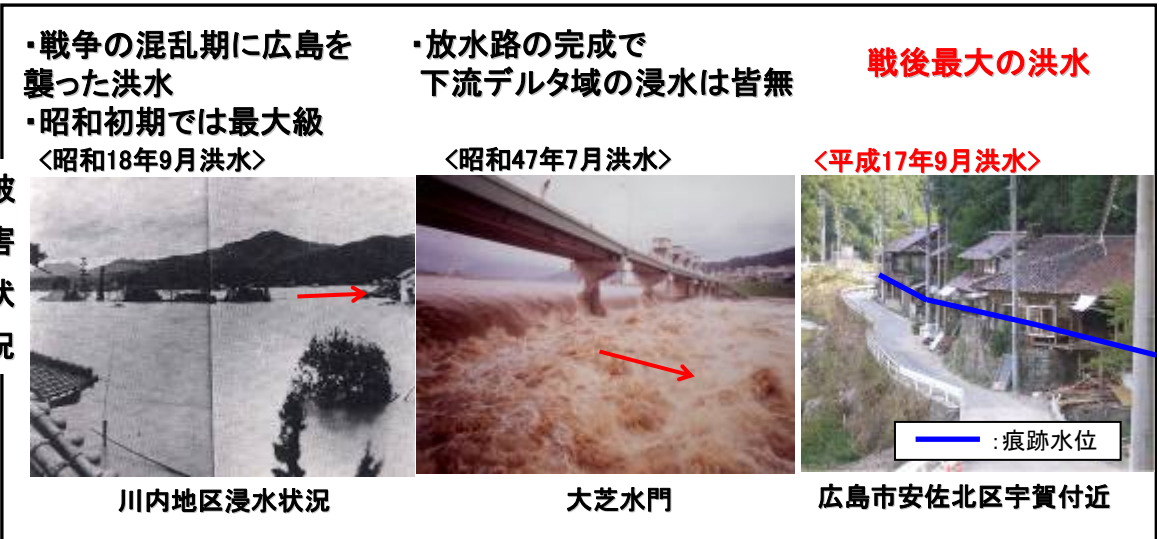 ・戦争の混乱期に広島を
襲った洪水
・昭和初期では最大級
<昭和18年9月洪水>
・放水路の完成で
下流デルタ域の浸水は皆無
<昭和47年7月洪水>
戦後最大の洪水
<平成17年9月洪水>
被害状況
:痕跡水位
川内地区浸水状況
大芝水門
広島市安佐北区宇賀付近